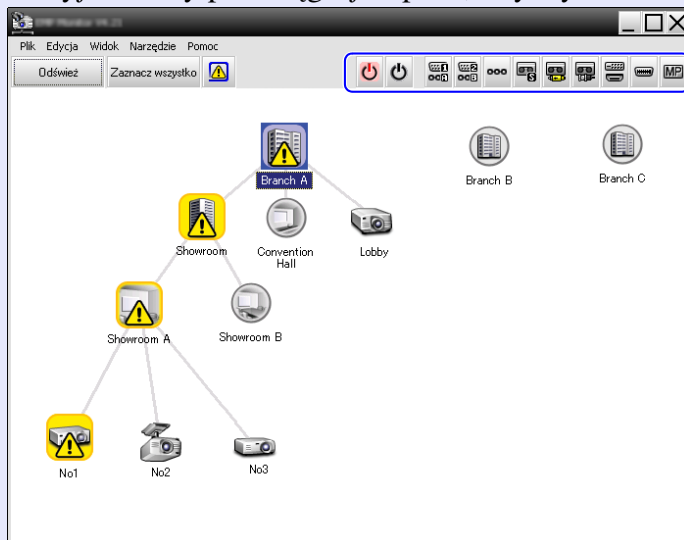 Plik Edycja Widok Narzędzie Pomoc
Odśwież Zaznacz wszystko
MP
Branch A
Branch B
Branch C
Showroom
Convention
Hall
Lobby
Showroom A
Showroom B
No1
No2
No3